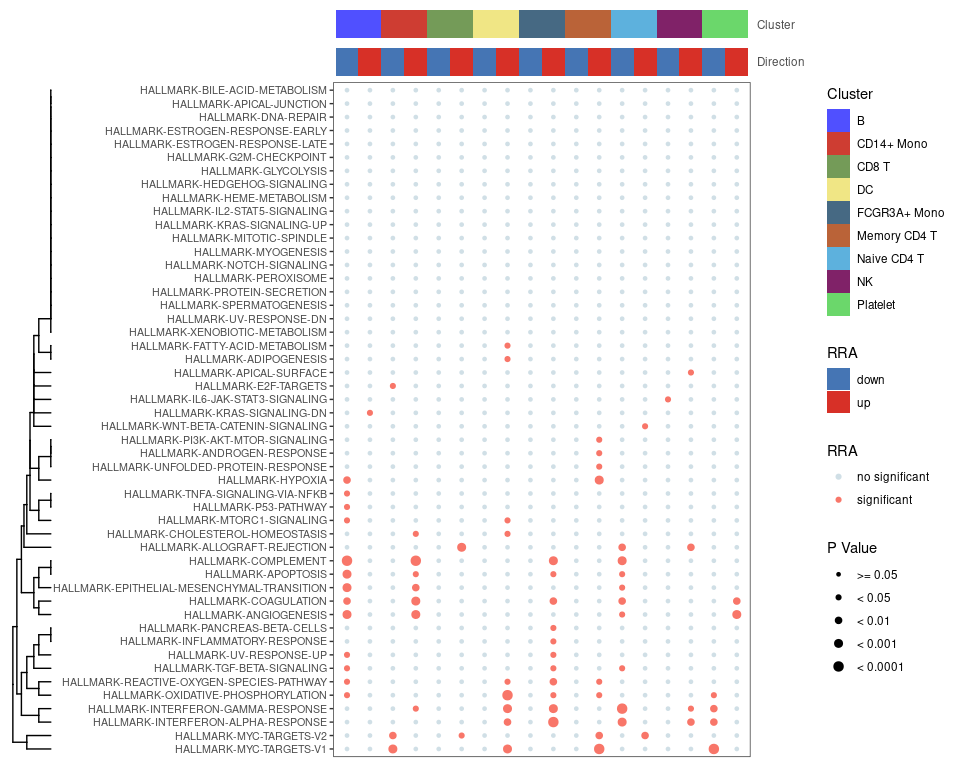 Cluster
Direction
HALLMARK-BILE-ACID-METABOLISM
HALLMARK-APICAL-JUNCTION
HALLMARK-DNA-REPAIR
HALLMARK-ESTROGEN-RESPONSE-EARLY
HALLMARK-ESTROGEN-RESPONSE-LATE
HALLMARK-G2M-CHECKPOINT
HALLMARK-GLYCOLYSIS
HALLMARK-HEDGEHOG-SIGNALING
HALLMARK-HEME-METABOLISM
HALLMARK-IL2-STAT5-SIGNALING
HALLMARK-KRAS-SIGNALING-UP
HALLMARK-MITOTIC-SPINDLE
HALLMARK-MYOGENESIS
HALLMARK-NOTCH-SIGNALING
HALLMARK-PEROXISOME
HALLMARK-PROTEIN-SECRETION
HALLMARK-SPERMATOGENESIS
HALLMARK-UV-RESPONSE-DN
HALLMARK-XENOBIOTIC-METABOLISM
HALLMARK-FATTY-ACID-METABOLISM
HALLMARK-ADIPOGENESIS
HALLMARK-APICAL-SURFACE
HALLMARK-E2F-TARGETS
HALLMARK-IL6-JAK-STAT3-SIGNALING
HALLMARK-KRAS-SIGNALING-DN
HALLMARK-WNT-BETA-CATENIN-SIGNALING
HALLMARK-PI3K-AKT-MTOR-SIGNALING
HALLMARK-ANDROGEN-RESPONSE
HALLMARK-UNFOLDED-PROTEIN-RESPONSE
HALLMARK-HYPOXIA
HALLMARK-TNFA-SIGNALING-VIA-NFKB
HALLMARK-P53-PATHWAY
HALLMARK-MTORC1-SIGNALING
HALLMARK-CHOLESTEROL-HOMEOSTASIS
HALLMARK-ALLOGRAFT-REJECTION
HALLMARK-COMPLEMENT
HALLMARK-APOPTOSIS
HALLMARK-EPITHELIAL-MESENCHYMAL-TRANSITION
HALLMARK-COAGULATION
HALLMARK-ANGIOGENESIS
HALLMARK-PANCREAS-BETA-CELLS
HALLMARK-INFLAMMATORY-RESPONSE
HALLMARK-UV-RESPONSE-UP
HALLMARK-TGF-BETA-SIGNALING
HALLMARK-REACTIVE-OXYGEN-SPECIES-PATHWAY
HALLMARK-OXIDATIVE-PHOSPHORYLATION
HALLMARK-INTERFERON-GAMMA-RESPONSE
HALLMARK-INTERFERON-ALPHA-RESPONSE
HALLMARK-MYC-TARGETS-V2
HALLMARK-MYC-TARGETS-V1
Cluster
B
CD14+ Mono
CD8 T
DC
FCGR3A+ Mono
Memory CD4 T
Naive CD4 T
NK
Platelet
RRA
down
up
RRA
no significant
significant
P Value
>= 0.05
< 0.05
< 0.01
< 0.001
< 0.0001